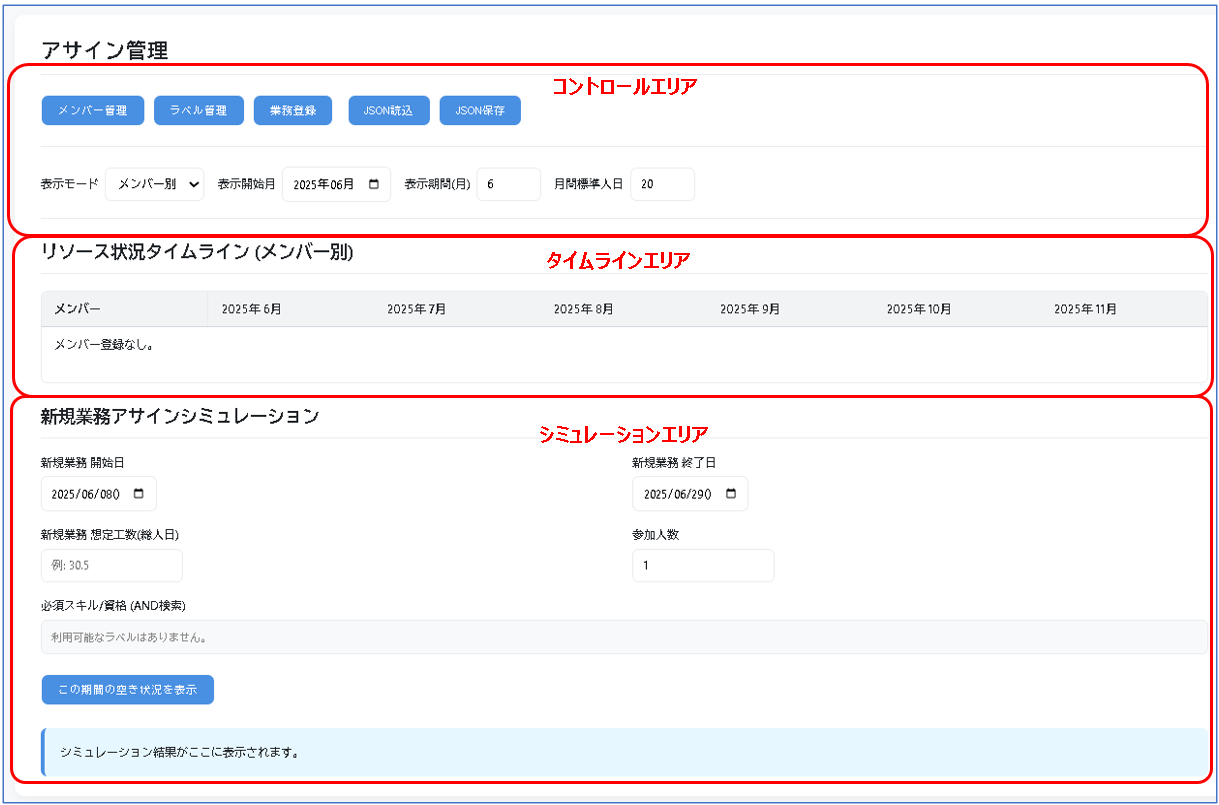 アサイン管理
コントロールエリア
メンバー管理 ラベル管理 業務登録 JSON読込 JSON保存
表示モード メンバー別 表示開始月 2025年06月 表示期間(月) 6 月間標準人日 20
リソース状況タイムライン (メンバー別)
タイムラインエリア
メンバー 2025年6月 2025年7月 2025年8月 2025年9月 2025年10月 2025年11月
メンバー登録なし。
新規業務アサインシミュレーション
シミュレーションエリア
新規業務 開始日 新規業務 終了日
2025/06/08() 2025/06/29()
新規業務 想定工数(総人日) 参加人数
例: 30.5 1
必須スキル/資格 (AND検索)
利用可能なラベルはありません。
この期間の空き状況を表示
シミュレーション結果がここに表示されます。